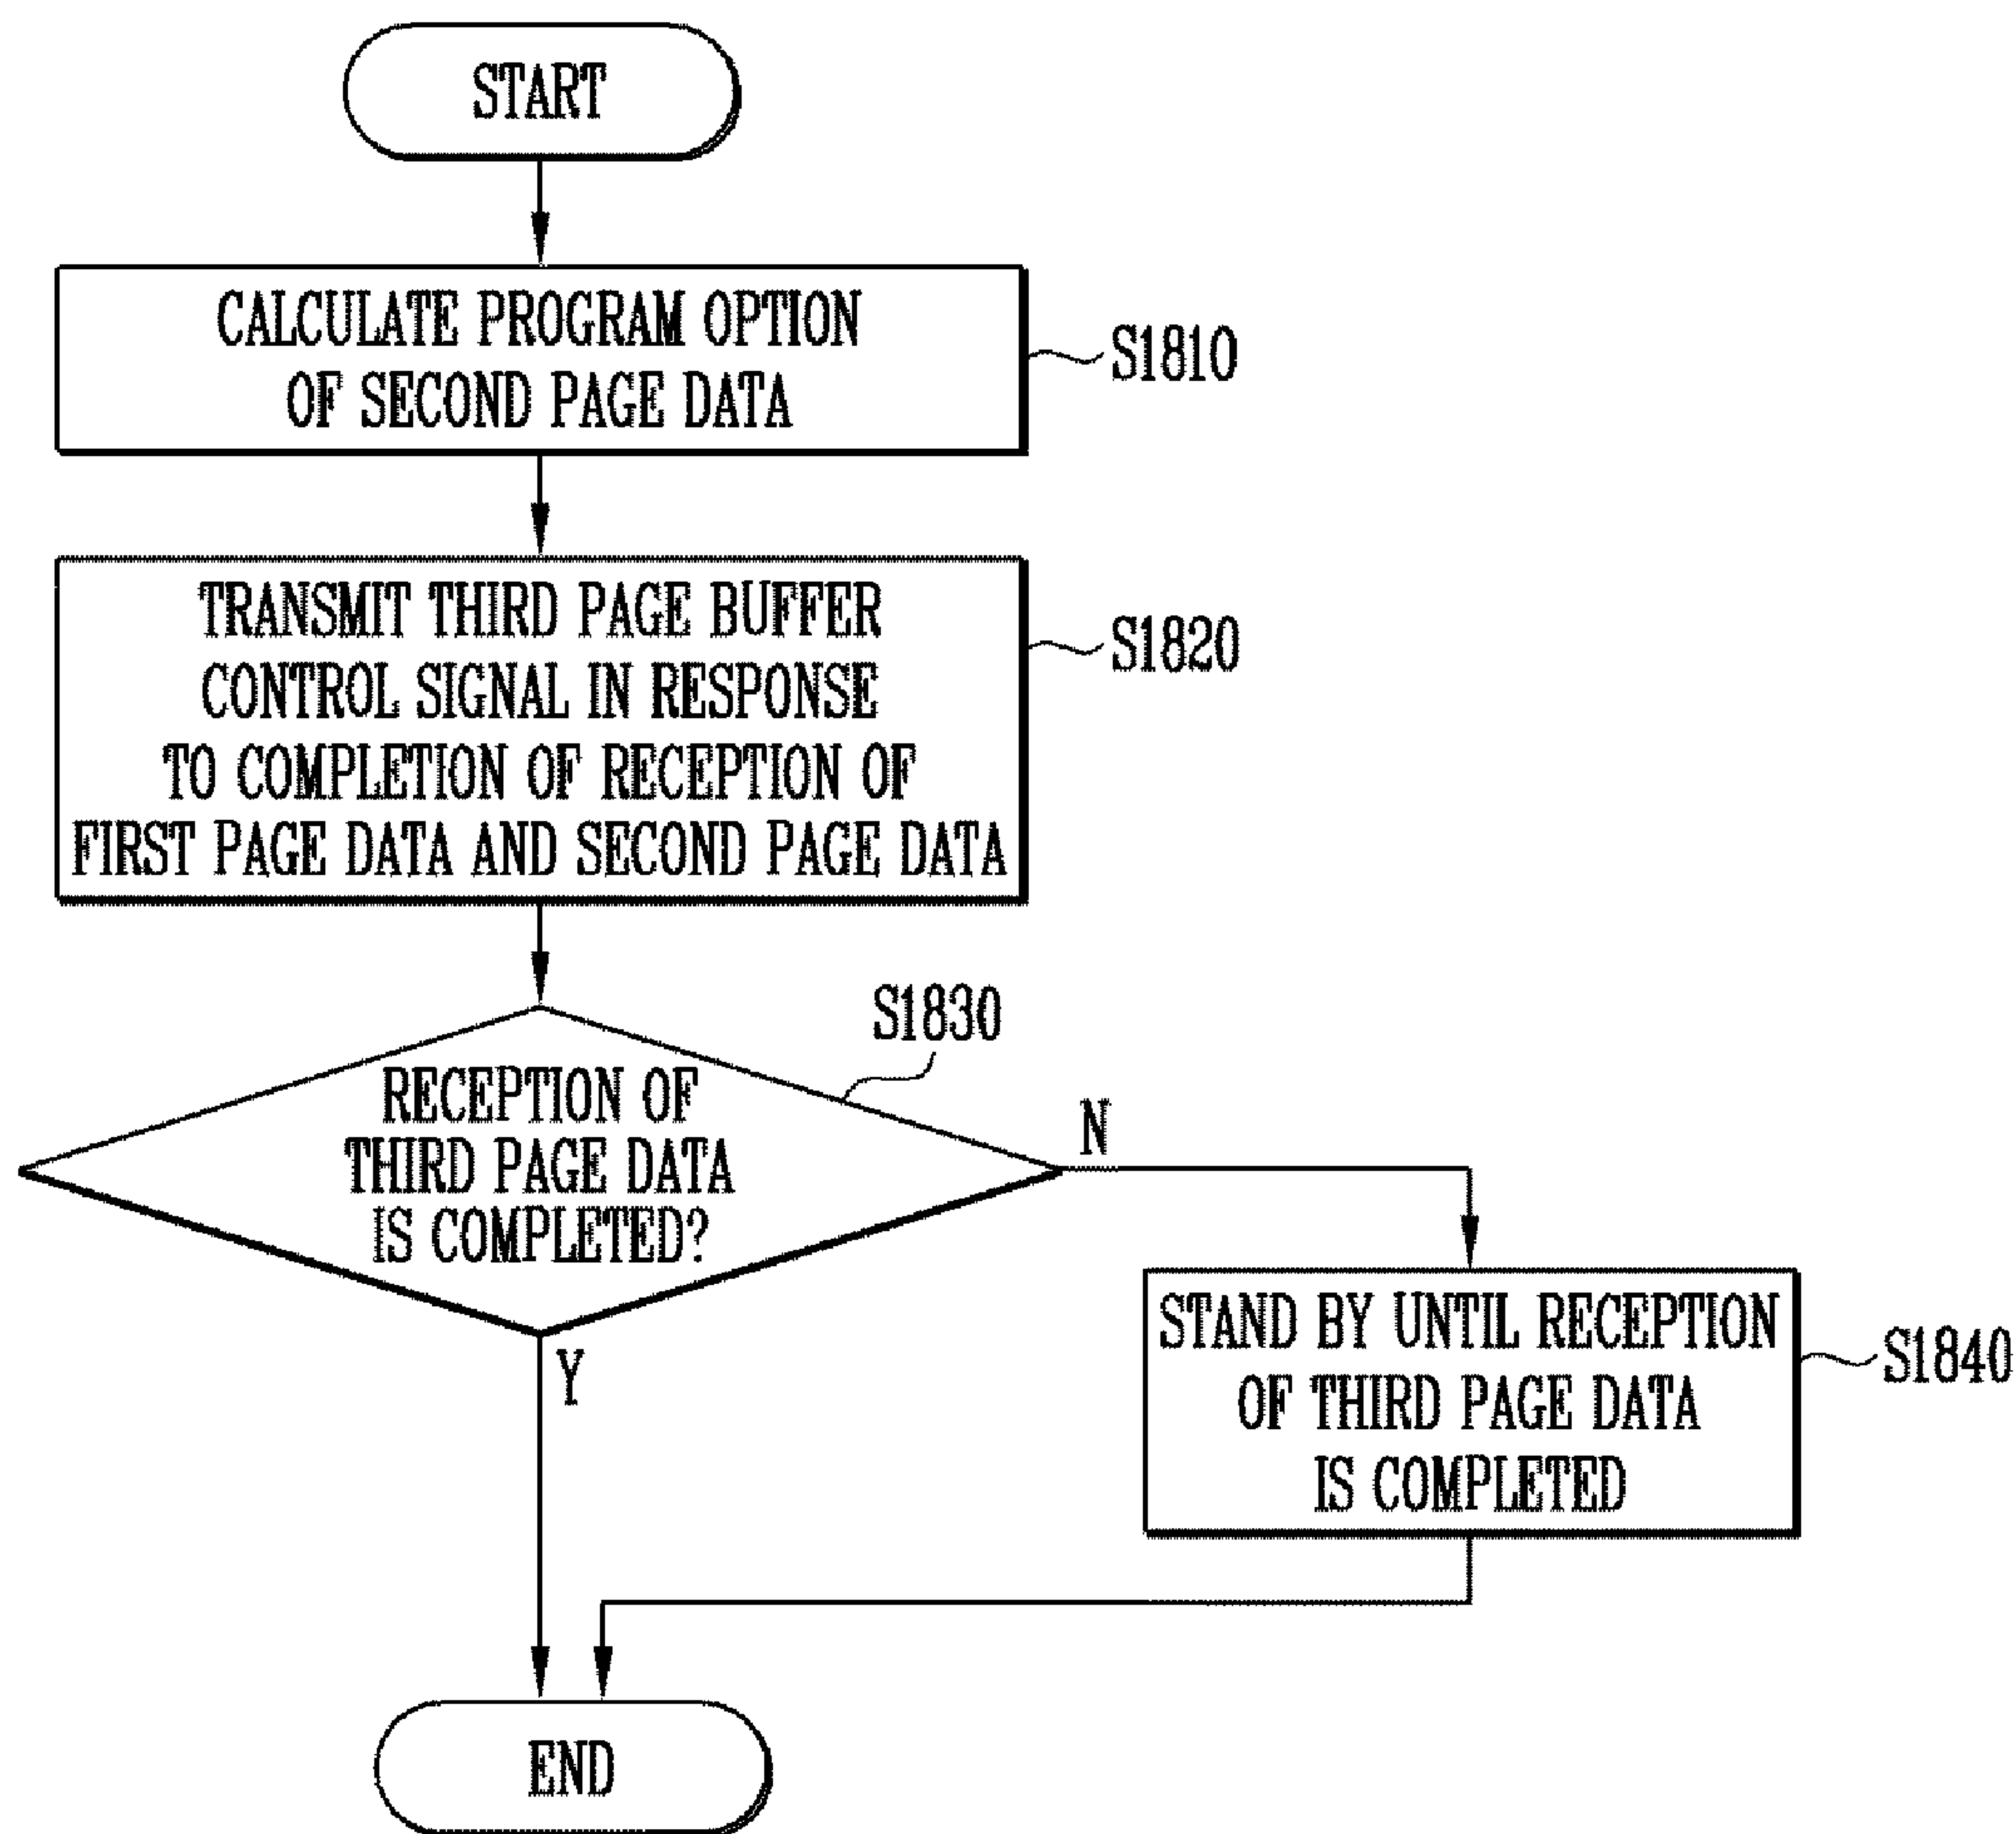 START
CALCULATE PROGRAM OPTION
OF SECOND PAGE DATA
S1810
TRANSMIT THIRD PAGE BUFFER
CONTROL SIGNAL IN RESPONSE
TO COMPLETION OF RECEPTION OF
FIRST PAGE DATA AND SECOND PAGE DATA
S1820
S1830
RECEPTION OF
THIRD PAGE DATA
IS COMPLETED?
N
Y
STAND BY UNTIL RECEPTION
OF THIRD PAGE DATA
IS COMPLETED
S1840
END